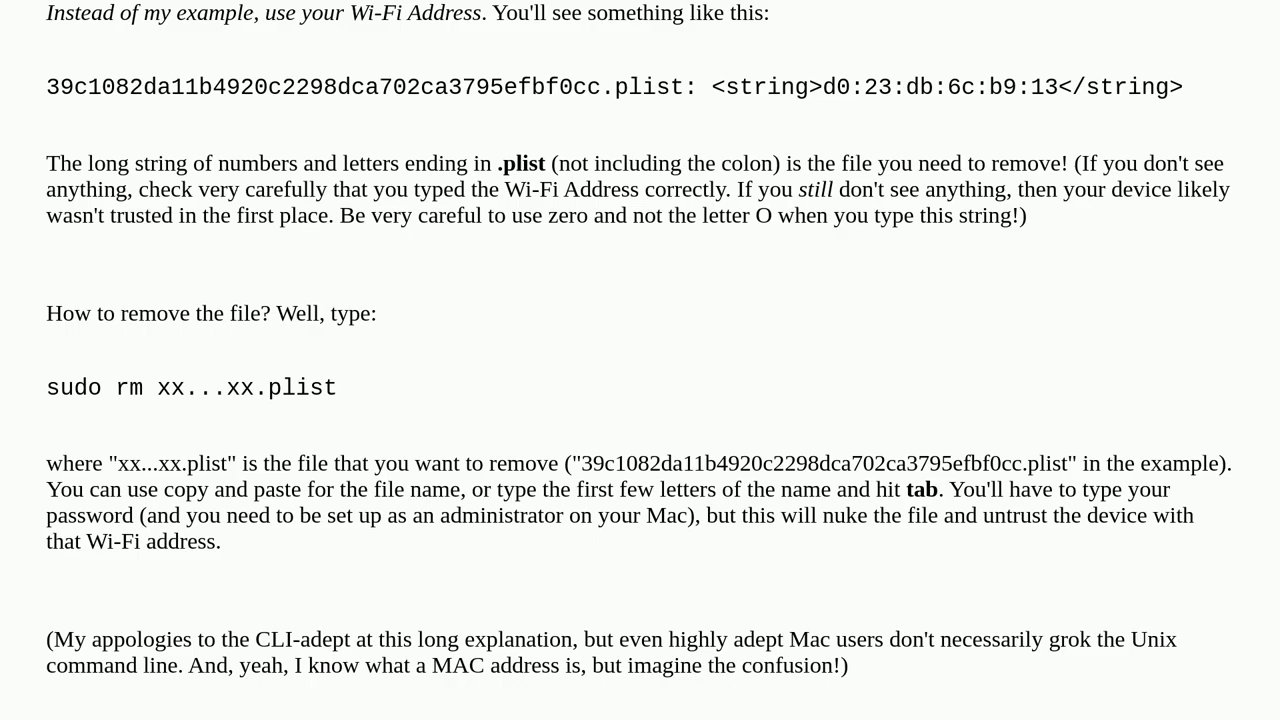 Instead of my example, use your Wi-Fi Address. You'll see something like this:
39c1082da11b4920c2298dca702ca3795efbf0cc.plist: <string>d0:23:db:6c:b9:13</string>
The long string of numbers and letters ending in .plist (not including the colon) is the file you need to remove! (If you don't see
anything, check very carefully that you typed the Wi-Fi Address correctly. If you still don't see anything, then your device likely
wasn't trusted in the first place. Be very careful to use zero and not the letter O when you type this string!)
How to remove the file? Well, type:
sudo rm xx...xx.plist
where "xx...xx.plist" is the file that you want to remove ("39c1082da11b4920c2298dca702ca3795efbf0cc.plist" in the example).
You can use copy and paste for the file name, or type the first few letters of the name and hit tab. You'll have to type your
password (and you need to be set up as an administrator on your Mac), but this will nuke the file and untrust the device with
that Wi-Fi address.
(My appologies to the CLI-adept at this long explanation, but even highly adept Mac users don't necessarily grok the Unix
command line. And, yeah, I know what a MAC address is, but imagine the confusion!)